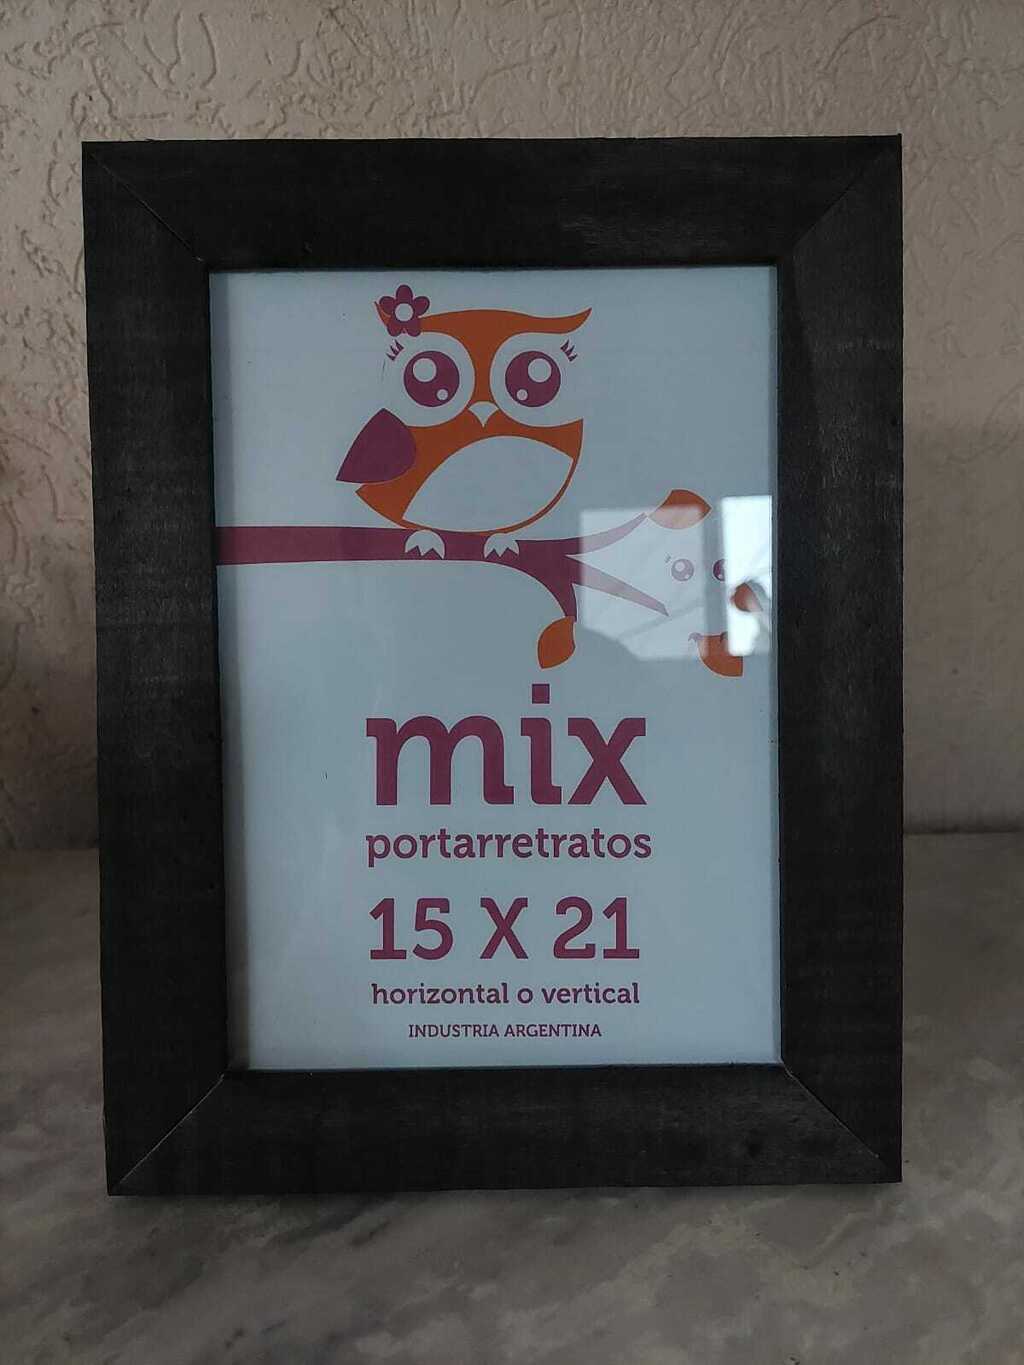 mix
portarretratos
15 X 21
horizontal o vertical
INDUSTRIA ARGENTINA